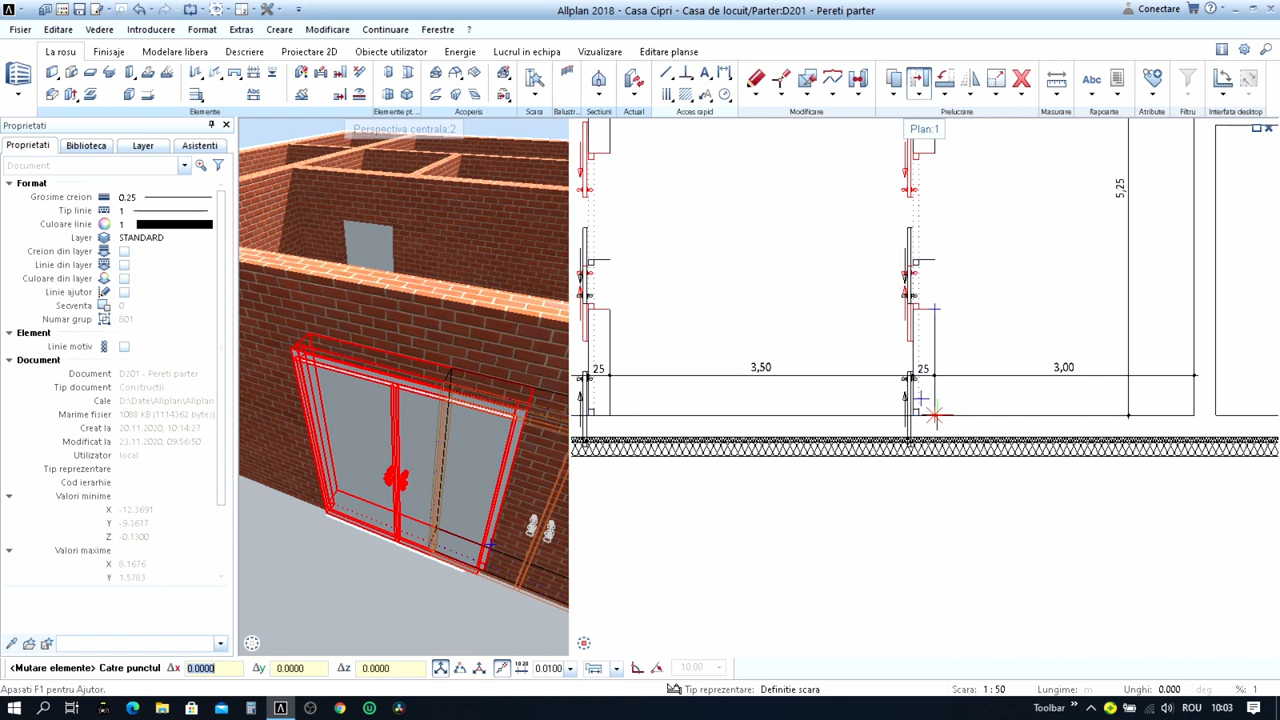 Allplan 2018 - Casa Cipri - Casa de locuit/Parter:D201 - Pereti parter
Conectare
Fisier Editare Vedere Introducere Format Extras Creare Modificare Continuare Ferestre ?
La rosu Finisaje Modelare libera Descriere Proiectare 2D Obiecte utilizator Energie Lucrul in echipa Vizualizare Editare planse
Abc
Elemente Elemente pt. ... Acoperis Scara Balustr... Sectiuni Actual Acces rapid Modificare Prelucrare Masurare Rapoarte Atribute Filtru Interfata desktop
Proprietati
Proprietati Biblioteca Layer Asistenti
Document
Format
Grosime creion 0.25
Tip linie 1
Culoare linie 1
Layer STANDARD
Creion din layer
Linie din layer
Culoare din layer
Linie ajutor
Secventa 0
Numar grup 801
Element
Linie motiv
Document
Document D201 - Pereti parter
Tip document Constructii
Cale D:\Date\Allplan\Allp
Marime fisier 1088 KB (1114362 bytes)
Creat la 20.11.2020, 10:14:27
Modificat la 23.11.2020, 09:56:50
Utilizator local
Tip reprezentare
Cod ierarhie
Valori minime
X -12.3691
Y -9.3617
Z -0.1300
Valori maxime
X 8.1676
Y 1.5783
Perspectiva centrala:2
Plan:1
5,25
25 3,50 25 3,00
<Mutare elemente> Catre punctul Δx 0.0000 Δy 0.0000 Δz 0.0000 10.20 0.0100 10.00
Apasati F1 pentru Ajutor. Tip reprezentare: Definitie scara Scara: 1 : 50 Lungime: m Unghi: 0.000 deg %: 1
Toolbar ROU 10:03